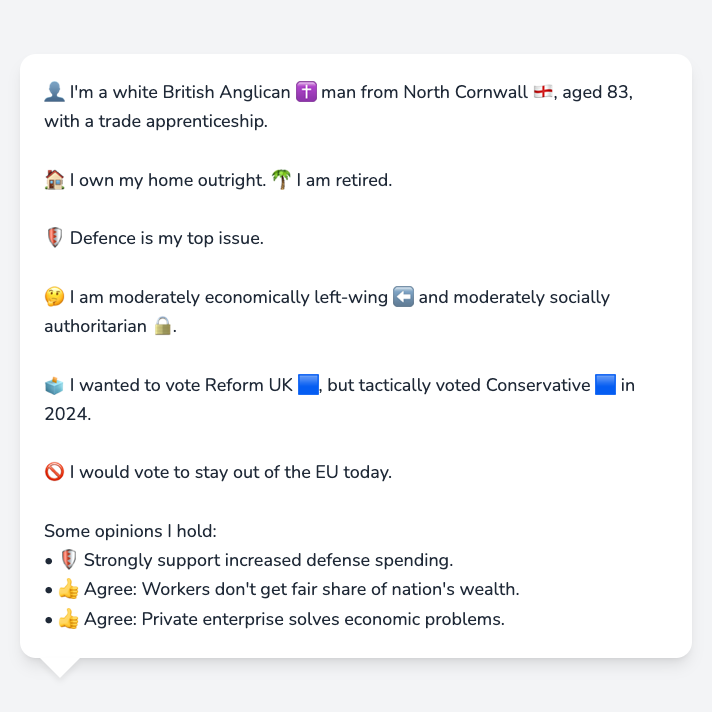 👤 I'm a white British Anglican ✝️ man from North Cornwall 🏴󠁧󠁢󠁥󠁮󠁧󠁿, aged 83,
with a trade apprenticeship.
🏠 I own my home outright. 🌴 I am retired.
🛡️ Defence is my top issue.
🤔 I am moderately economically left-wing ⬅️ and moderately socially
authoritarian 🔒.
🗳️ I wanted to vote Reform UK 🟦, but tactically voted Conservative 🟦 in
2024.
🚫 I would vote to stay out of the EU today.
Some opinions I hold:
• 🛡️ Strongly support increased defense spending.
• 👍 Agree: Workers don't get fair share of nation's wealth.
• 👍 Agree: Private enterprise solves economic problems.